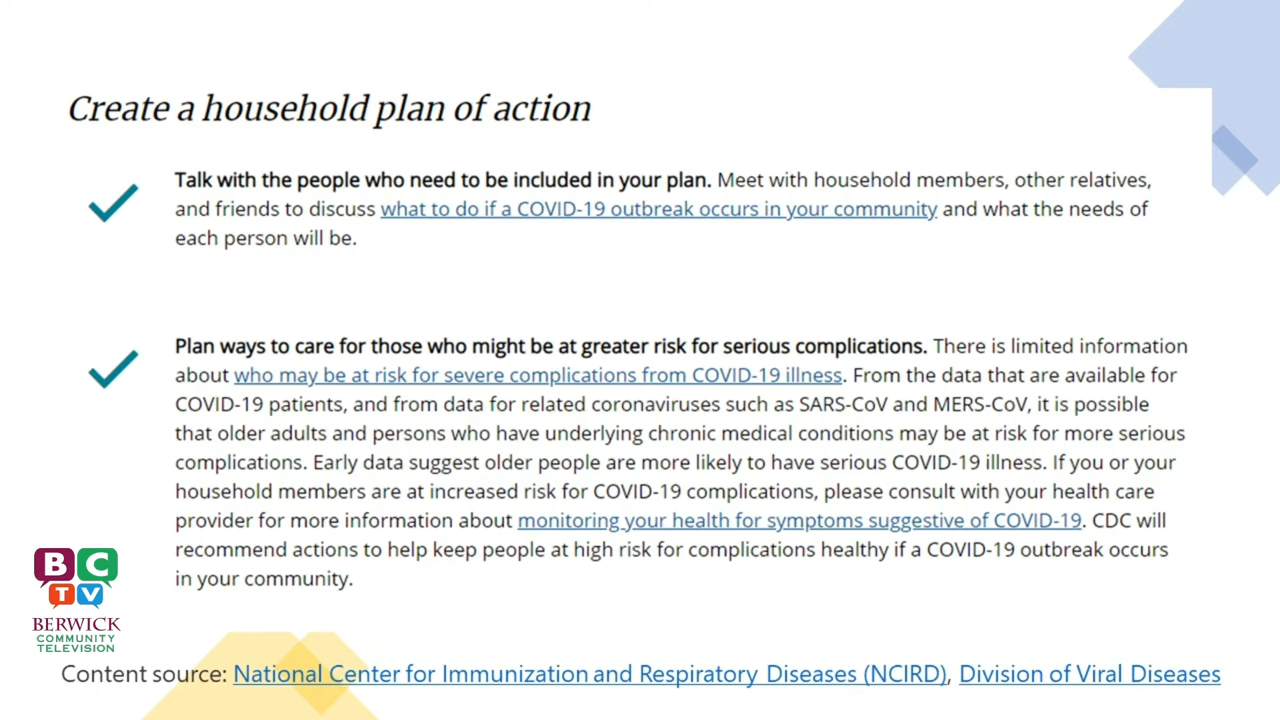 Create a household plan of action
Talk with the people who need to be included in your plan. Meet with household members, other relatives,
and friends to discuss what to do if a COVID-19 outbreak occurs in your community and what the needs of
each person will be.
Plan ways to care for those who might be at greater risk for serious complications. There is limited information
about who may be at risk for severe complications from COVID-19 illness. From the data that are available for
COVID-19 patients, and from data for related coronaviruses such as SARS-CoV and MERS-CoV, it is possible
that older adults and persons who have underlying chronic medical conditions may be at risk for more serious
complications. Early data suggest older people are more likely to have serious COVID-19 illness. If you or your
household members are at increased risk for COVID-19 complications, please consult with your health care
provider for more information about monitoring your health for symptoms suggestive of COVID-19. CDC will
recommend actions to help keep people at high risk for complications healthy if a COVID-19 outbreak occurs
in your community.
B C
T V
BERWICK
COMMUNITY
TELEVISION
Content source: National Center for Immunization and Respiratory Diseases (NCIRD), Division of Viral Diseases